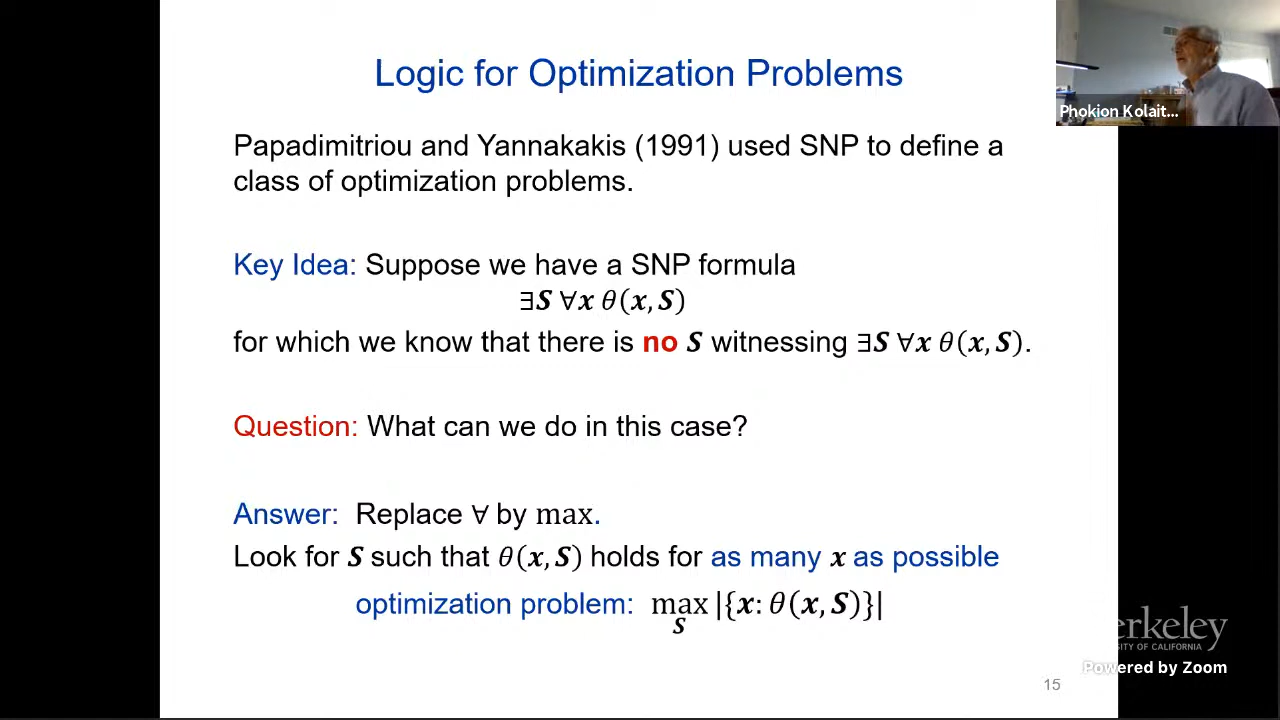 Logic for Optimization Problems
Phokion Kolait...
Papadimitriou and Yannakakis (1991) used SNP to define a
class of optimization problems.
Key Idea: Suppose we have a SNP formula
∃S ∀x θ(x, S)
for which we know that there is no S witnessing ∃S ∀x θ(x, S).
Question: What can we do in this case?
Answer: Replace ∀ by max.
Look for S such that θ(x, S) holds for as many x as possible
optimization problem: max |{x: θ(x, S)}|
S
Powered by Zoom
15